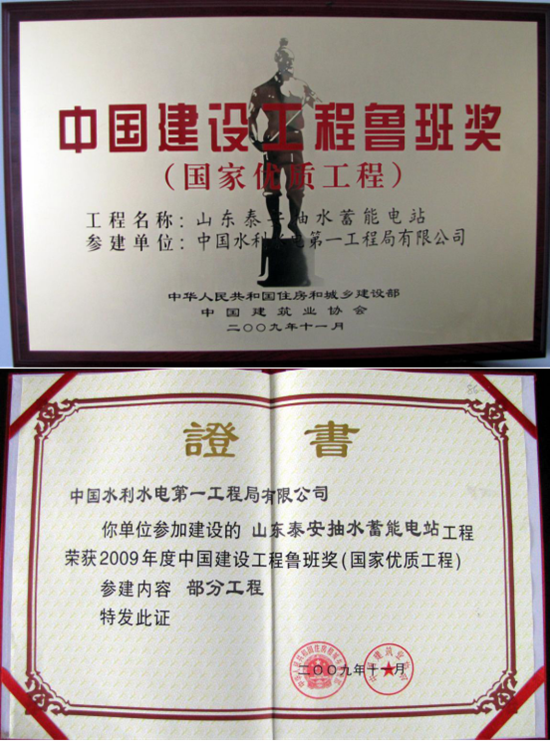 中国建设工程鲁班奖
(国家优质工程)
工程名称:山东泰安抽水蓄能电站
参建单位:中国水利水电第一工程局有限公司
中华人民共和国住房和城乡建设部
中国建筑业协会
二〇〇九年十一月
證書
中国水利水电第一工程局有限公司
你单位参加建设的 山东泰安抽水蓄能电站工程
荣获2009年度中国建设工程鲁班奖(国家优质工程)
参建内容 部分工程
特发此证
二〇〇九年十一月